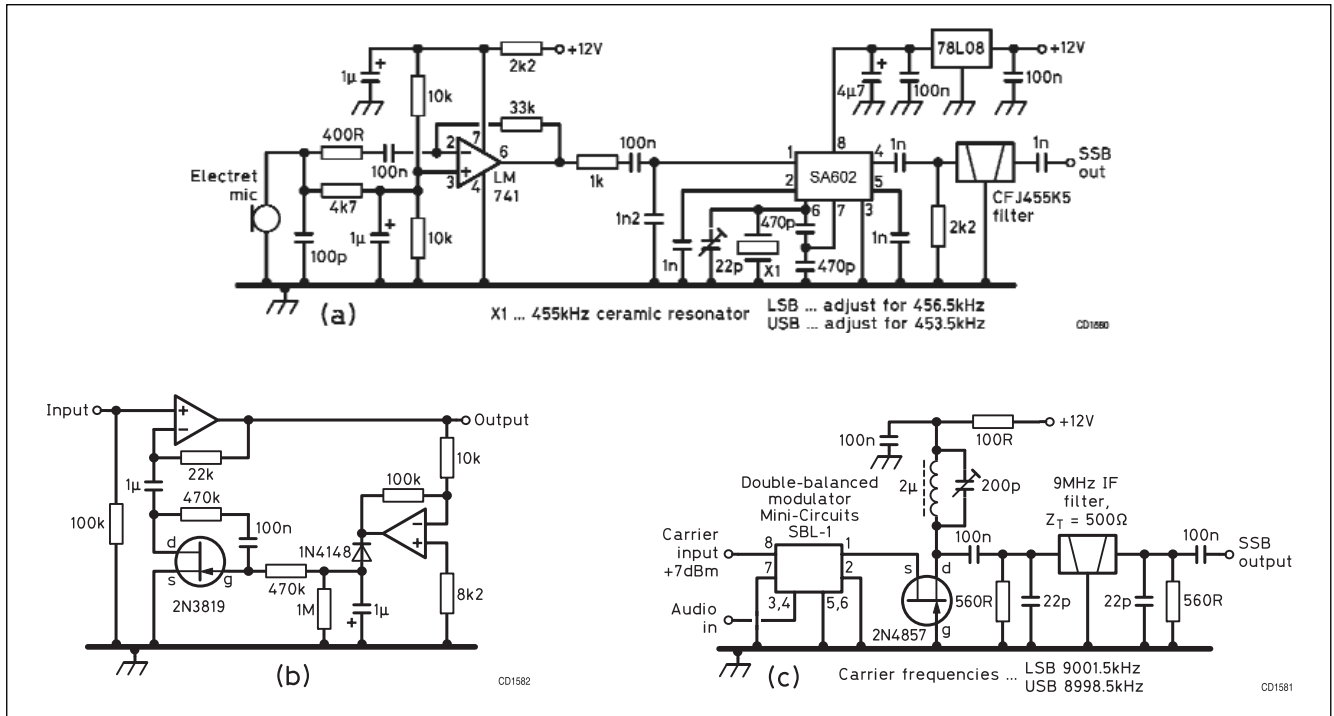 +12V
2k2
1µ
+
10k
33k
400R
100n
2
7
6
3
4
LM
741
Electret
mic
4k7
1µ
+
10k
100p
1k
100n
1n2
1n
22p
X1
470p
470p
1
2
8
4
5
6
7
3
SA602
1n
78L08
+12V
4µ7
+
100n
100n
1n
2k2
CFJ455K5
filter
1n
SSB
out
(a)
X1 ... 455kHz ceramic resonator
LSB ... adjust for 456.5kHz
USB ... adjust for 453.5kHz
CD1580
Input
Output
+
−
22k
1µ
470k
100n
100k
d
s
g
2N3819
470k
1M
1N4148
1µ
+
100k
10k
−
+
8k2
(b)
CD1582
+12V
100R
100n
2µ
200p
Double-balanced
modulator
Mini-Circuits
SBL-1
Carrier
input
+7dBm
Audio
in
8
7
3,4
5,6
1
2
s
d
g
2N4857
100n
560R
22p
9MHz IF
filter,
ZT = 500Ω
22p
560R
100n
SSB
output
(c)
Carrier frequencies ...
LSB 9001.5kHz
USB 8998.5kHz
CD1581